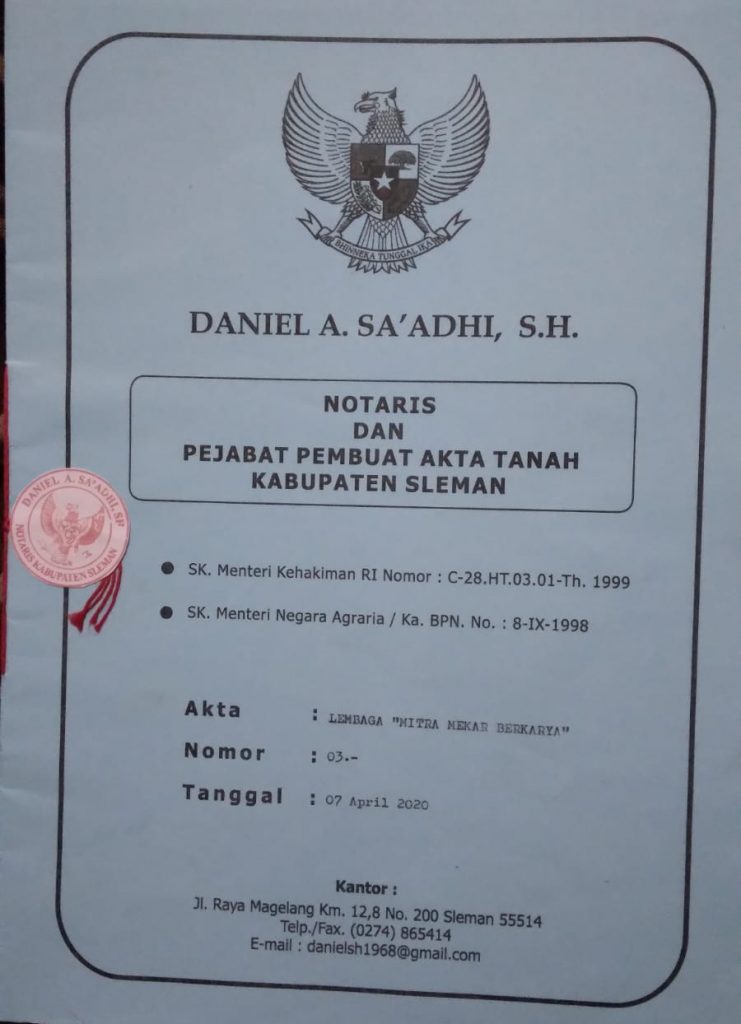 BHINNEKA TUNGGAL IKA
DANIEL A. SA'ADHI, S.H.
NOTARIS
DAN
PEJABAT PEMBUAT AKTA TANAH
KABUPATEN SLEMAN
DANIEL A. SA'ADHI, SH
NOTARIS KABUPATEN SLEMAN
● SK. Menteri Kehakiman RI Nomor : C-28.HT.03.01-Th. 1999
● SK. Menteri Negara Agraria / Ka. BPN. No. : 8-IX-1998
Akta : LEMBAGA "MITRA MEKAR BERKARYA"
Nomor : 03.-
Tanggal : 07 April 2020
Kantor :
Jl. Raya Magelang Km. 12,8 No. 200 Sleman 55514
Telp./Fax. (0274) 865414
E-mail : danielsh1968@gmail.com